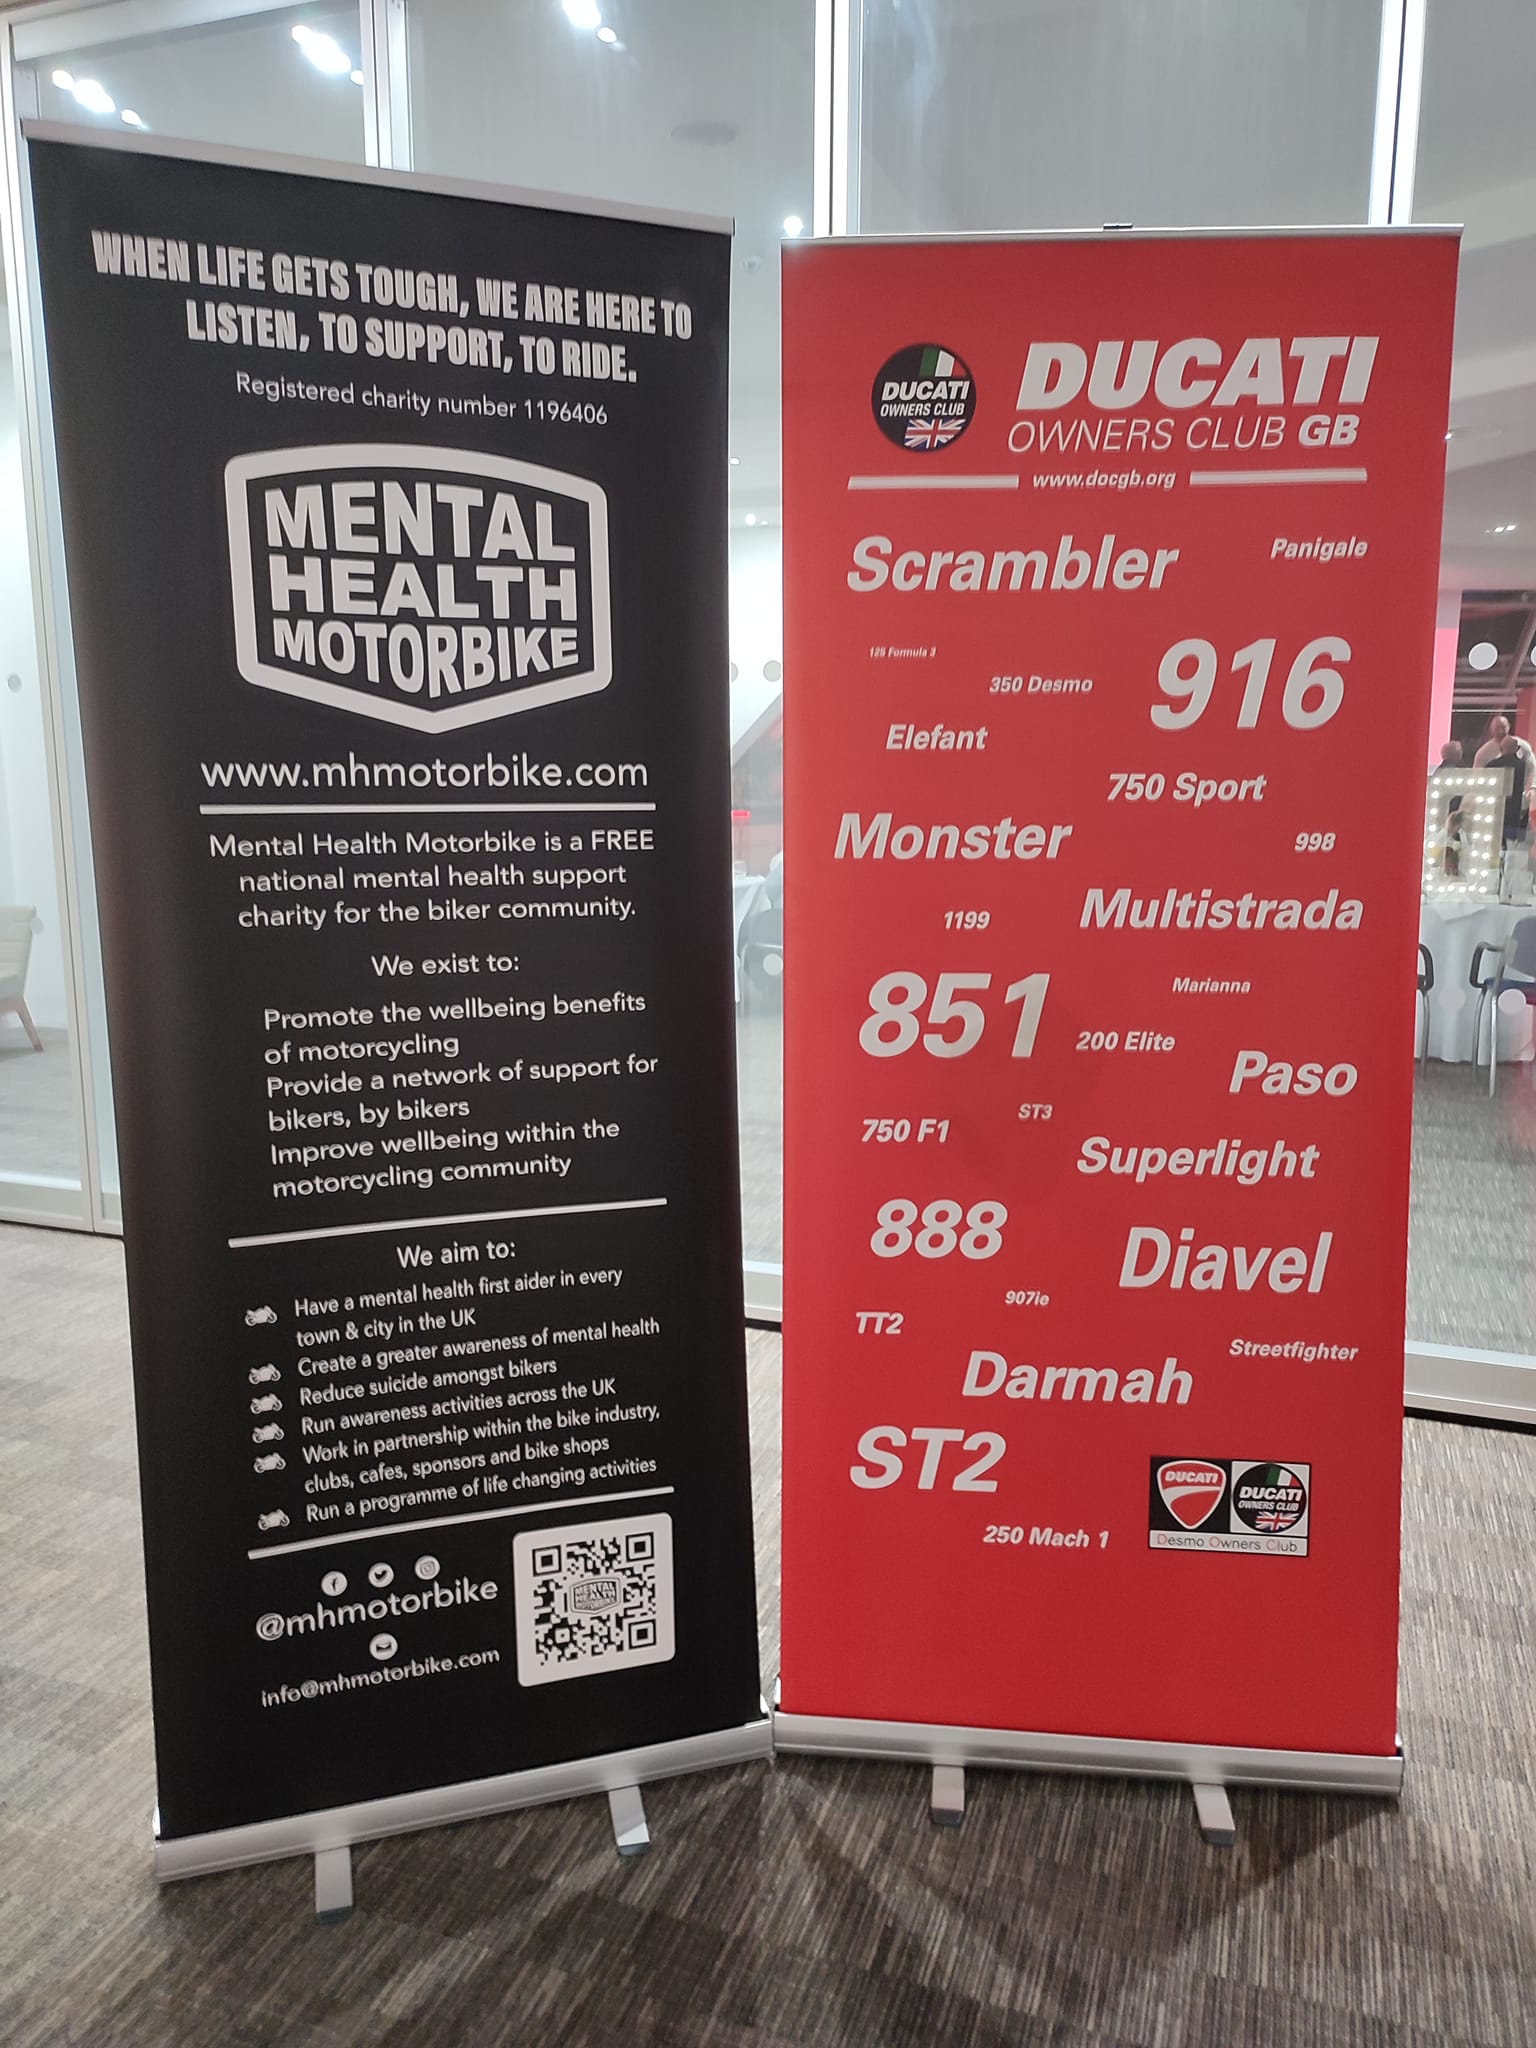 WHEN LIFE GETS TOUGH, WE ARE HERE TO
LISTEN, TO SUPPORT, TO RIDE.
Registered charity number 1196406
MENTAL
HEALTH
MOTORBIKE
www.mhmotorbike.com
Mental Health Motorbike is a FREE
national mental health support
charity for the biker community.
We exist to:
Promote the wellbeing benefits
of motorcycling
Provide a network of support for
bikers, by bikers
Improve wellbeing within the
motorcycling community
We aim to:
Have a mental health first aider in every
town & city in the UK
Create a greater awareness of mental health
Reduce suicide amongst bikers
Run awareness activities across the UK
Work in partnership within the bike industry,
clubs, cafes, sponsors and bike shops
Run a programme of life changing activities
@mhmotorbike
info@mhmotorbike.com
MENTAL
HEALTH
MOTORBIKE
DUCATI
OWNERS CLUB
DUCATI
OWNERS CLUB GB
www.docgb.org
Scrambler
Panigale
125 Formula 3
350 Desmo
916
Elefant
750 Sport
Monster
998
1199
Multistrada
851
Marianna
200 Elite
Paso
ST3
750 F1
Superlight
888
Diavel
907ie
TT2
Streetfighter
Darmah
ST2
250 Mach 1
DUCATI
DUCATI
OWNERS CLUB
Desmo Owners Club